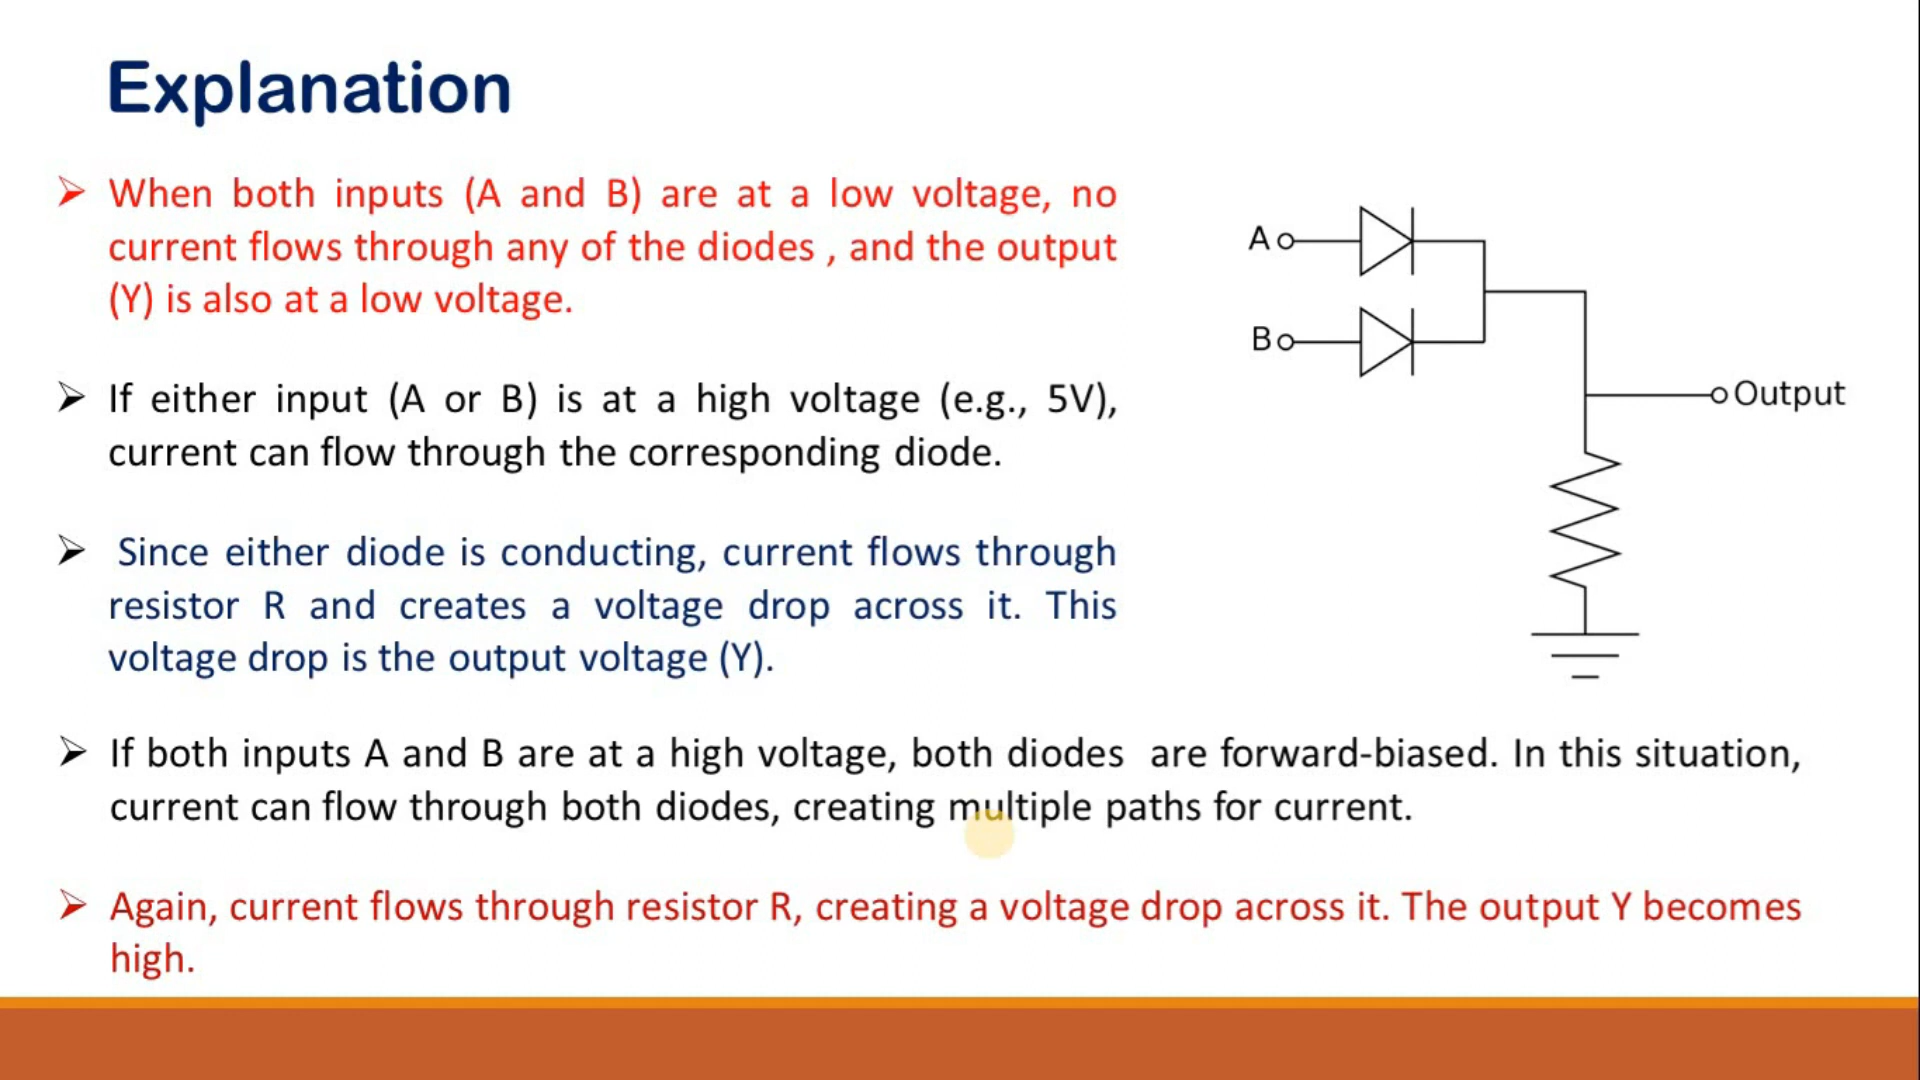 Explanation
➢ When both inputs (A and B) are at a low voltage, no
current flows through any of the diodes , and the output
(Y) is also at a low voltage.
➢ If either input (A or B) is at a high voltage (e.g., 5V),
current can flow through the corresponding diode.
➢ Since either diode is conducting, current flows through
resistor R and creates a voltage drop across it. This
voltage drop is the output voltage (Y).
➢ If both inputs A and B are at a high voltage, both diodes are forward-biased. In this situation,
current can flow through both diodes, creating multiple paths for current.
➢ Again, current flows through resistor R, creating a voltage drop across it. The output Y becomes
high.
A
B
Output